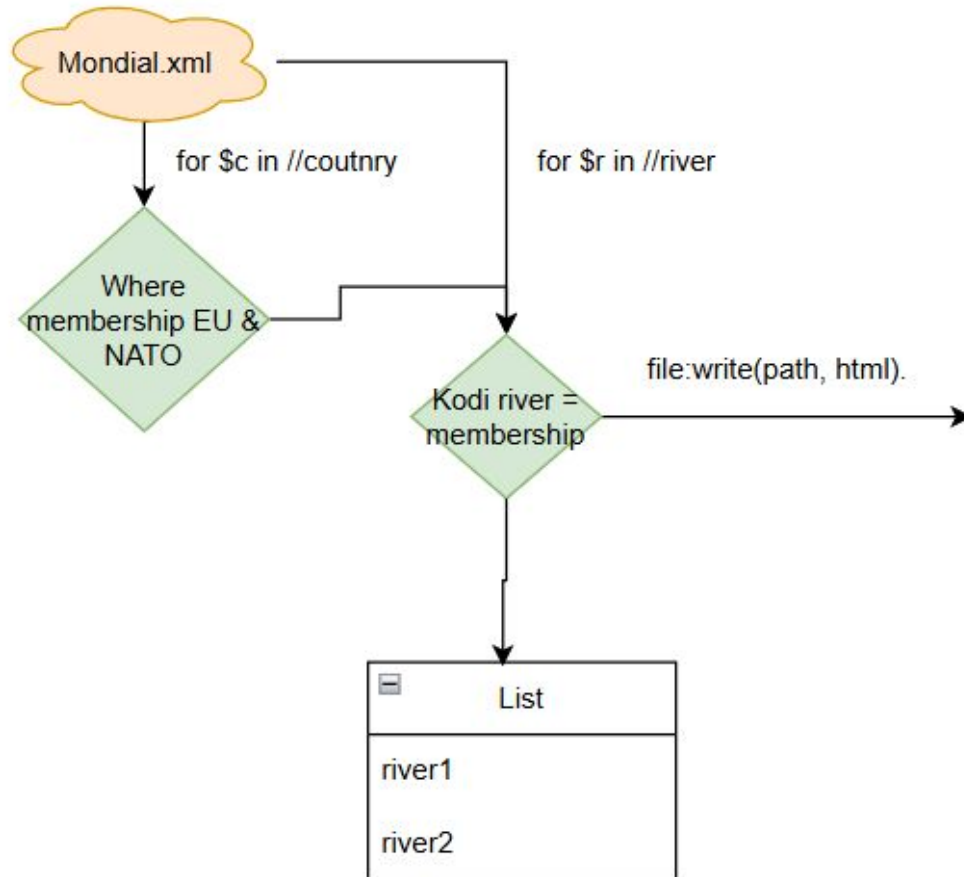 Mondial.xml
for $c in //coutnry
for $r in //river
Where
membership EU &
NATO
Kodi river =
membership
file:write(path, html).
List
river1
river2